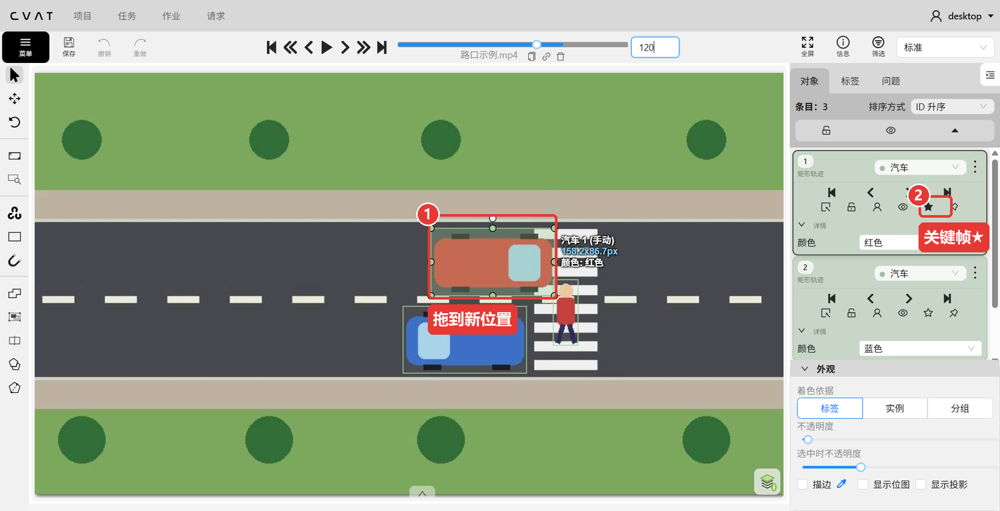 CVAT 项目 任务 作业 请求 desktop
菜单 保存 撤销 重做
路口示例.mp4
120
全屏 信息 筛选 标准
对象 标签 问题
条目：3 排序方式 ID 升序
1 汽车
矩形轨迹
详情
颜色 红色
2
关键帧★
2 汽车
矩形轨迹
详情
颜色 蓝色
外观
着色依据
标签 实例 分组
不透明度
选中时不透明度
描边 显示位图 显示投影
1
汽车 1 (手动)
158.2x86.7px
颜色: 红色
拖到新位置
0